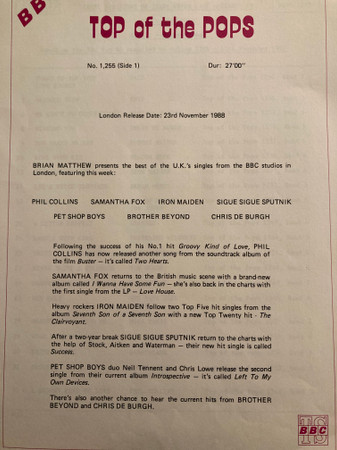 BBC
TOP of the POPS
No. 1,255 (Side 1) Dur: 27'00"
London Release Date: 23rd November 1988
BRIAN MATTHEW presents the best of the U.K.'s singles from the BBC studios in
London, featuring this week:
PHIL COLLINS SAMANTHA FOX IRON MAIDEN SIGUE SIGUE SPUTNIK
PET SHOP BOYS BROTHER BEYOND CHRIS DE BURGH
Following the success of his No.1 hit Groovy Kind of Love, PHIL
COLLINS has now released another song from the soundtrack album of
the film Buster — it's called Two Hearts.
SAMANTHA FOX returns to the British music scene with a brand-new
album called I Wanna Have Some Fun — she's also back in the charts with
the first single from the LP — Love House.
Heavy rockers IRON MAIDEN follow two Top Five hit singles from the
album Seventh Son of a Seventh Son with a new Top Twenty hit - The
Clairvoyant.
After a two-year break SIGUE SIGUE SPUTNIK return to the charts with
the help of Stock, Aitken and Waterman — their new hit single is called
Success.
PET SHOP BOYS duo Neil Tennent and Chris Lowe release the second
single from their current album Introspective — it's called Left To My
Own Devices.
There's also another chance to hear the current hits from BROTHER
BEYOND and CHRIS DE BURGH.
TS
BBC